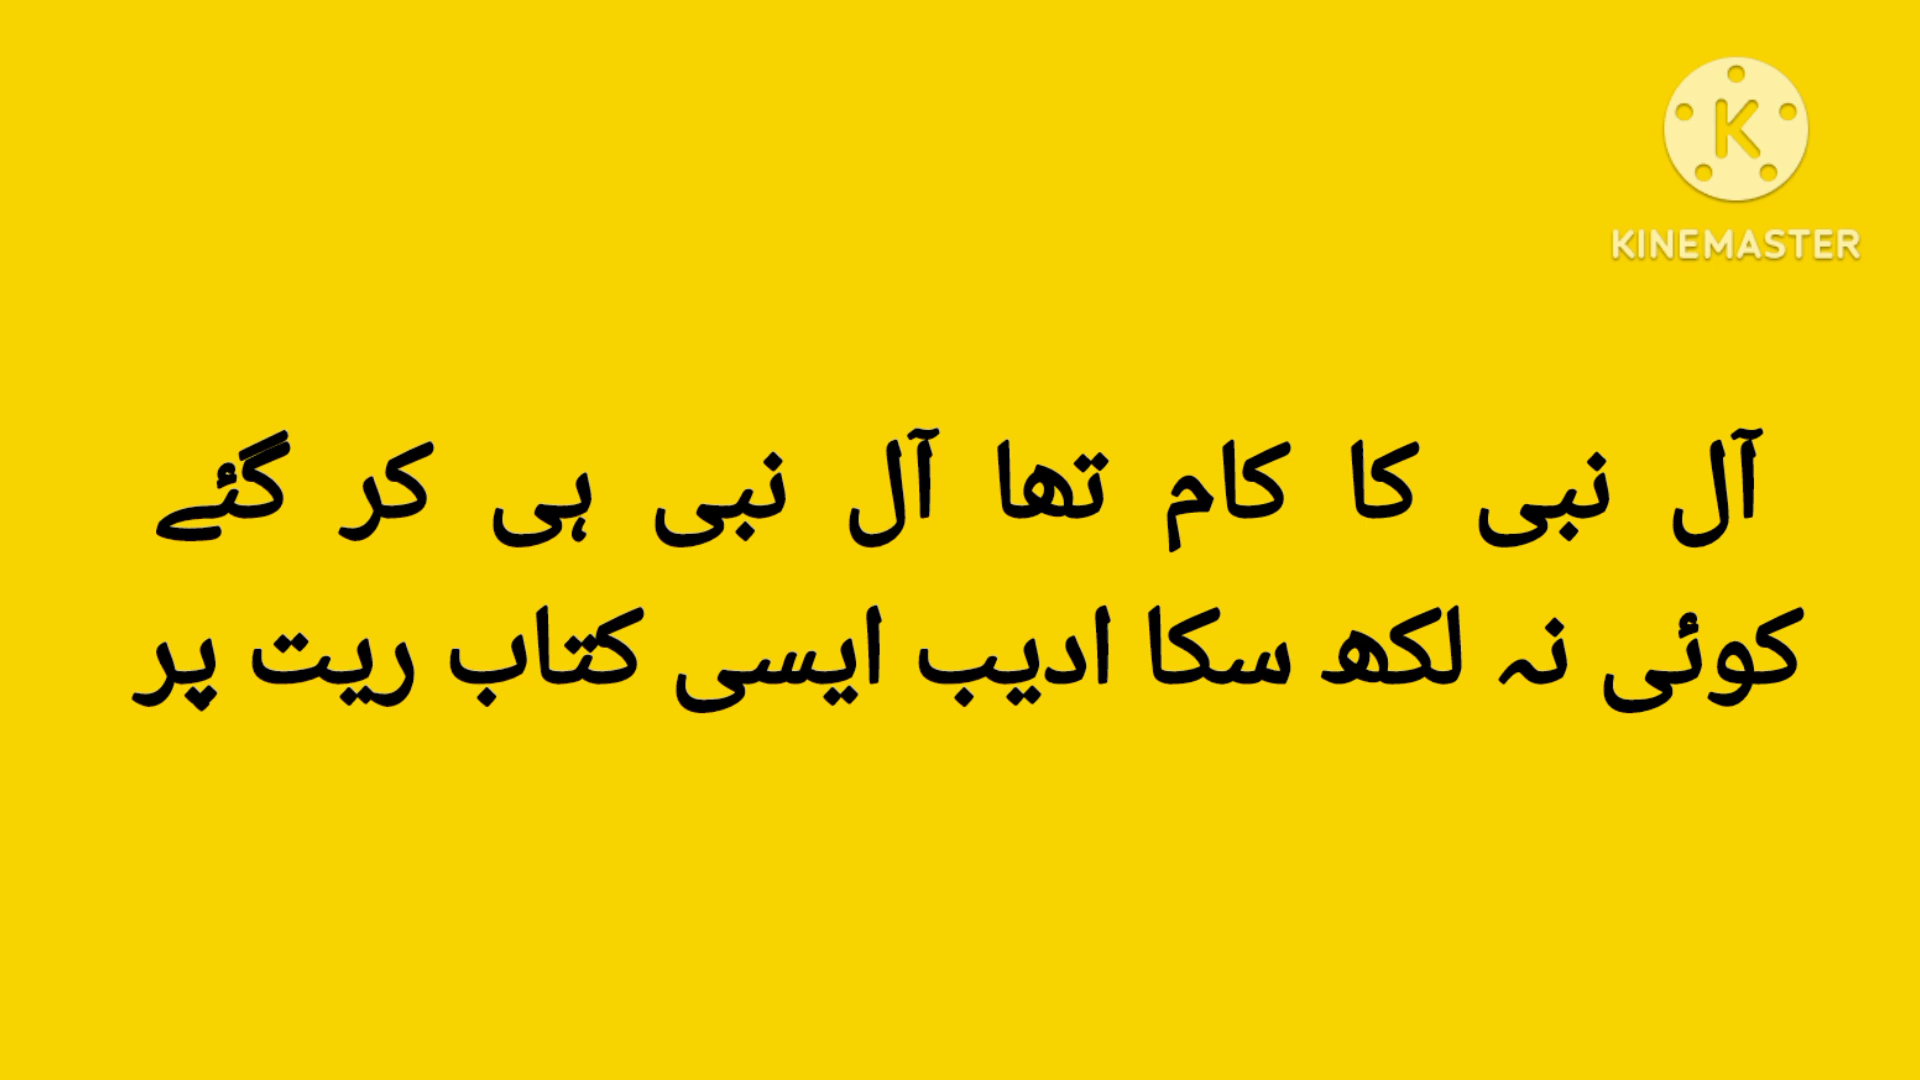 KINEMASTER
آل نبی کا کام تھا آل نبی ہی کر گئے
کوئی نہ لکھ سکا ادیب ایسی کتاب ریت پر